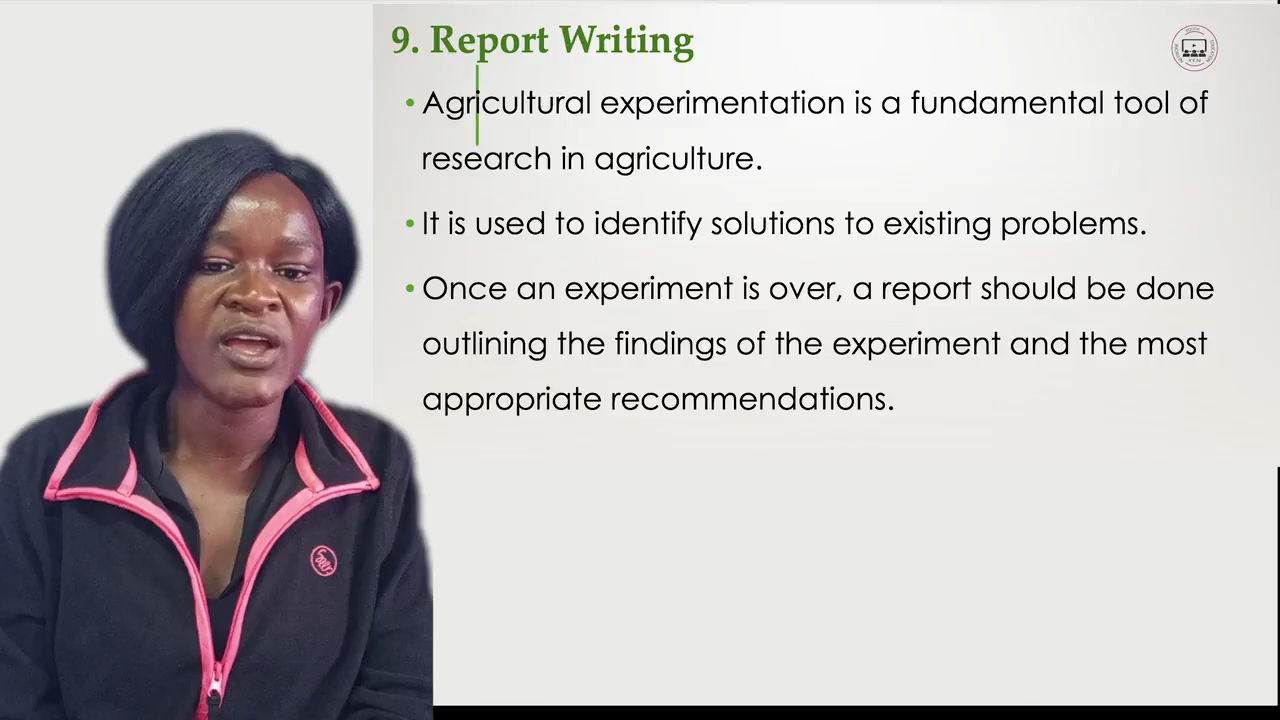 9. Report Writing
• Agricultural experimentation is a fundamental tool of
research in agriculture.
• It is used to identify solutions to existing problems.
• Once an experiment is over, a report should be done
outlining the findings of the experiment and the most
appropriate recommendations.
YEN